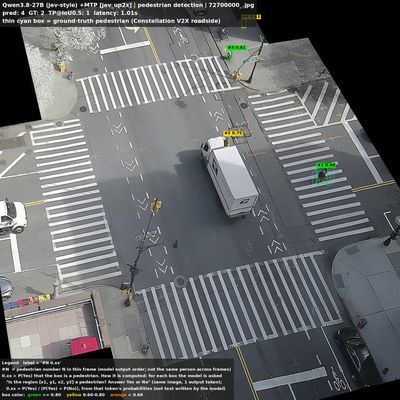 Qwen3.8-27B (jev-style) +MTP [jev_up2x] | pedestrian detection | 72700000_.jpg
pred: 4 GT: 2 TP@IoU0.5: 1 latency: 1.01s
thin cyan box = ground-truth pedestrian (Constellation V2X roadside)
#3 0.81
#2 0.75
#1 0.98
Legend label = '#N 0.xx'
#N = pedestrian number N in this frame (model output order; not the same person across frames)
0.xx = P(Yes) that the box is a pedestrian. How it is computed: for each box the model is asked
"Is the region [x1, y1, x2, y2] a pedestrian? Answer Yes or No" (same image, 1 output token);
0.xx = P(Yes) / (P(Yes) + P(No)), from that token's probabilities (not text written by the model)
box color: green >= 0.80 yellow 0.60-0.80 orange < 0.60